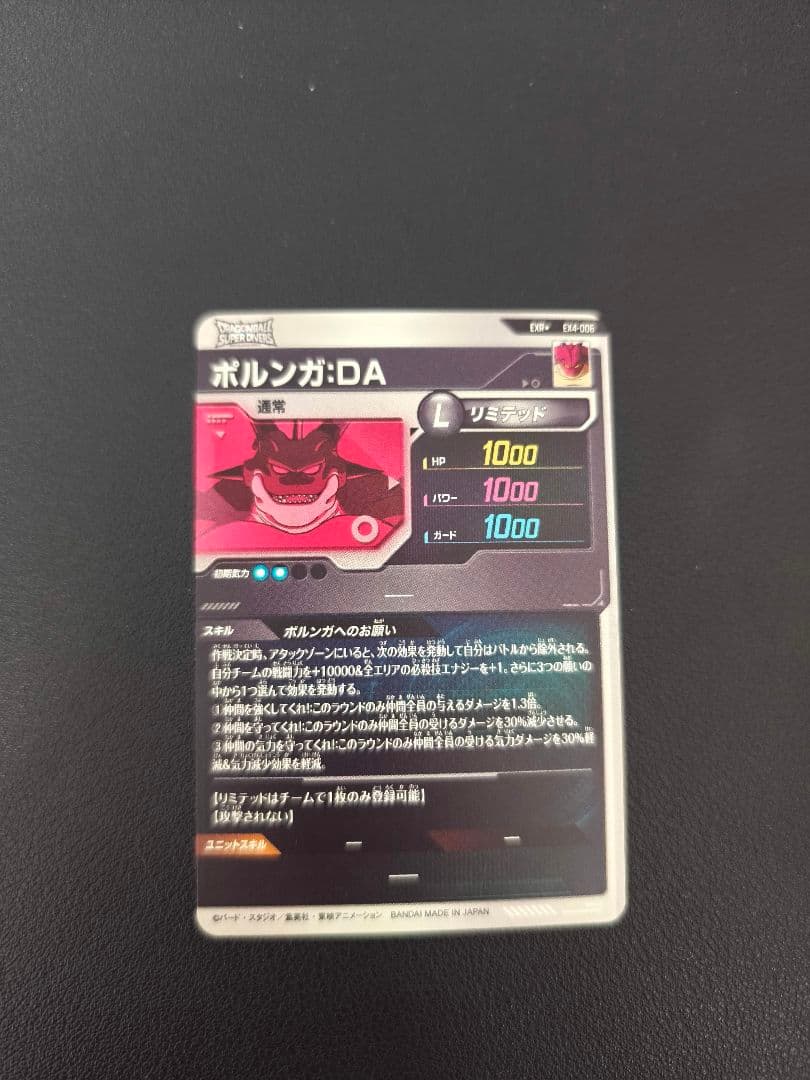 DRAGONBALL
SUPER DIVERS
EXR★ EX4-006
ポルンガ:DA
通常
L リミテッド
HP 1000
パワー 1000
ガード 1000
初期気力
スキル ポルンガへのお願い
作戦決定時、アタックゾーンにいると、次の効果を発動して自分はバトルから除外される。
自分チームの戦闘力を+10000&全エリアの必殺技エナジーを+1。さらに3つの願いの
中から1つ選んで効果を発動する。
①仲間を強くしてくれ!:このラウンドのみ仲間全員の与えるダメージを1.3倍。
②仲間を守ってくれ!:このラウンドのみ仲間全員の受けるダメージを30%減少させる。
③仲間の気力を守ってくれ!:このラウンドのみ仲間全員の受ける気力ダメージを30%軽
減&気力減少効果を軽減。
【リミテッドはチームで1枚のみ登録可能】
【攻撃されない】
ユニットスキル
©バード・スタジオ/集英社・東映アニメーション BANDAI MADE IN JAPAN